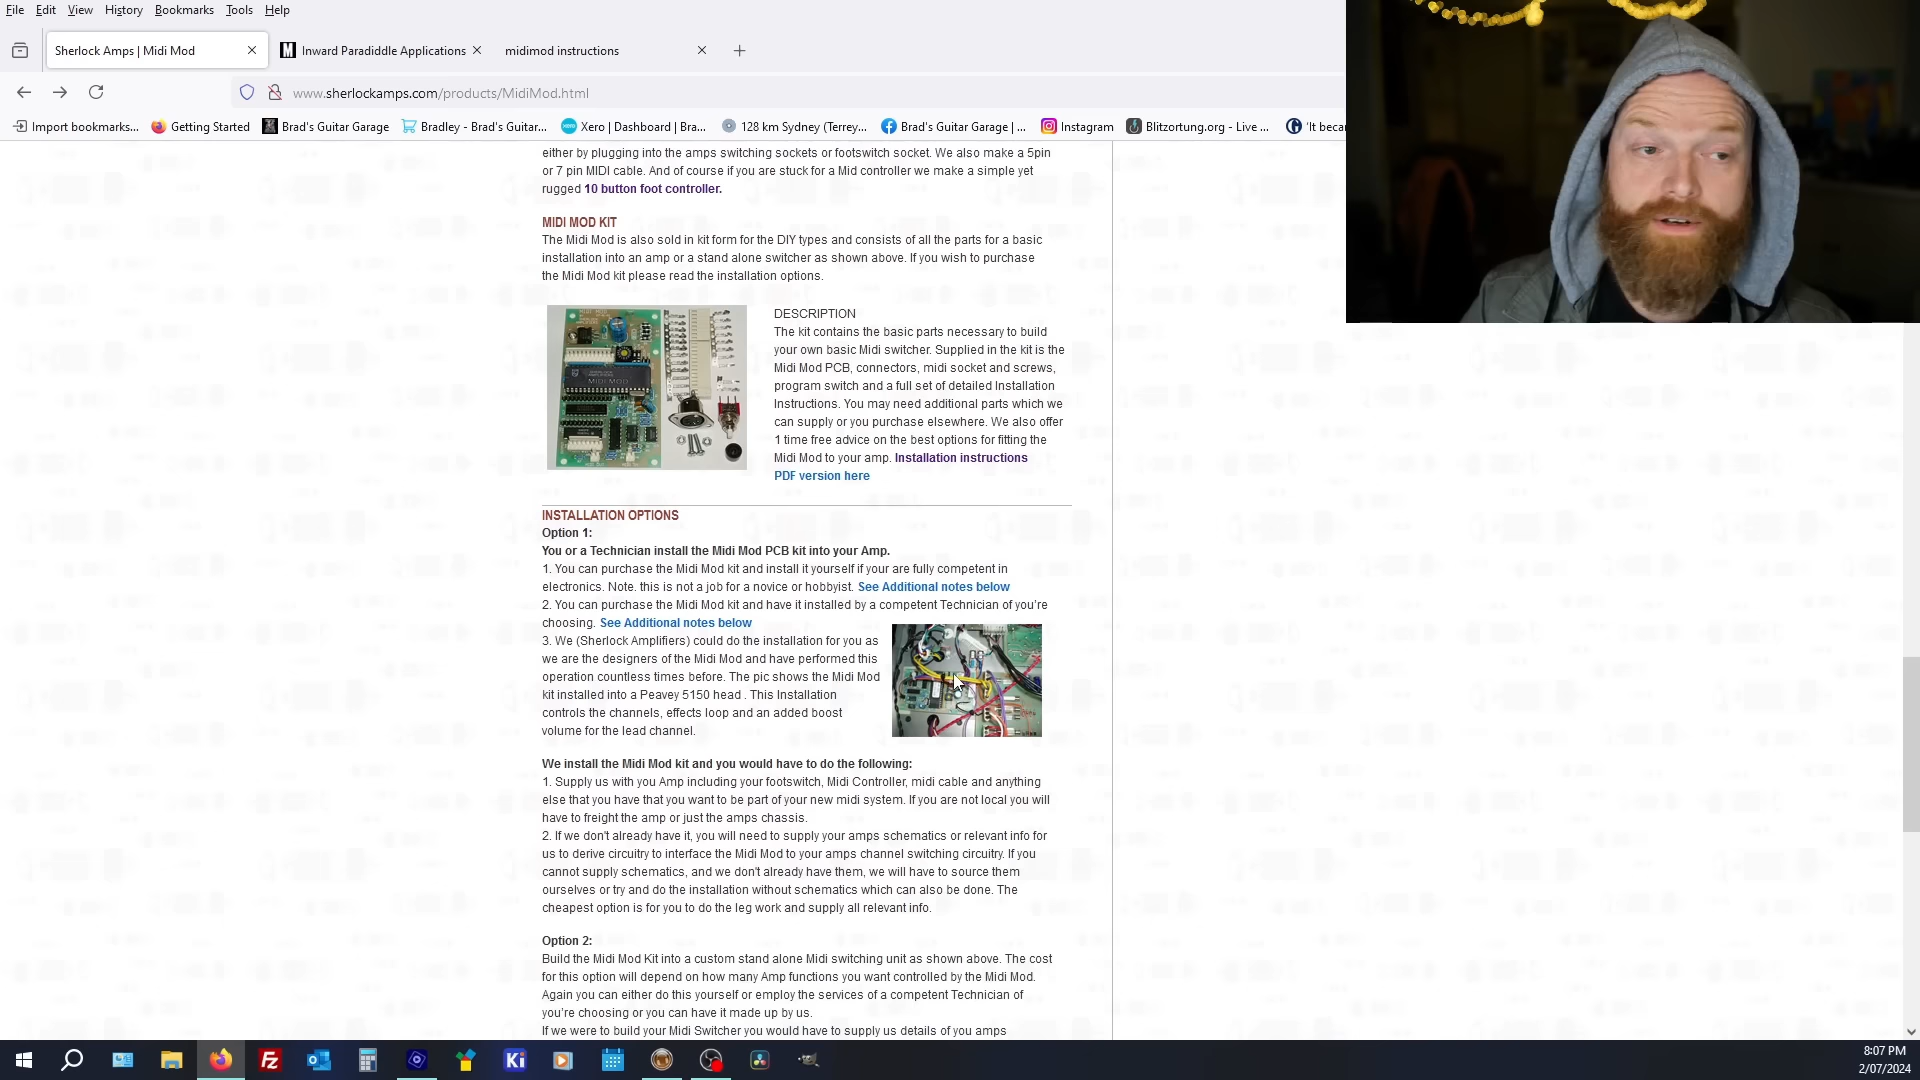 File Edit View History Bookmarks Tools Help
Sherlock Amps | Midi Mod
Inward Paradiddle Applications
midimod instructions
www.sherlockamps.com/products/MidiMod.html
Import bookmarks...
Getting Started
Brad's Guitar Garage
Bradley - Brad's Guitar...
Xero | Dashboard | Bra...
128 km Sydney (Terrey...
Brad's Guitar Garage | ...
Instagram
Blitzortung.org - Live ...
'It becar
either by plugging into the amps switching sockets or footswitch socket. We also make a 5pin
or 7 pin MIDI cable. And of course if you are stuck for a Mid controller we make a simple yet
rugged 10 button foot controller.
MIDI MOD KIT
The Midi Mod is also sold in kit form for the DIY types and consists of all the parts for a basic
installation into an amp or a stand alone switcher as shown above. If you wish to purchase
the Midi Mod kit please read the installation options.
MIDI MOD
DESCRIPTION
The kit contains the basic parts necessary to build
your own basic Midi switcher. Supplied in the kit is the
Midi Mod PCB, connectors, midi socket and screws,
program switch and a full set of detailed Installation
Instructions. You may need additional parts which we
can supply or you purchase elsewhere. We also offer
1 time free advice on the best options for fitting the
Midi Mod to your amp. Installation instructions
PDF version here
INSTALLATION OPTIONS
Option 1:
You or a Technician install the Midi Mod PCB kit into your Amp.
1. You can purchase the Midi Mod kit and install it yourself if your are fully competent in
electronics. Note. this is not a job for a novice or hobbyist. See Additional notes below
2. You can purchase the Midi Mod kit and have it installed by a competent Technician of you're
choosing. See Additional notes below
3. We (Sherlock Amplifiers) could do the installation for you as
we are the designers of the Midi Mod and have performed this
operation countless times before. The pic shows the Midi Mod
kit installed into a Peavey 5150 head . This Installation
controls the channels, effects loop and an added boost
volume for the lead channel.
We install the Midi Mod kit and you would have to do the following:
1. Supply us with you Amp including your footswitch, Midi Controller, midi cable and anything
else that you have that you want to be part of your new midi system. If you are not local you will
have to freight the amp or just the amps chassis.
2. If we don't already have it, you will need to supply your amps schematics or relevant info for
us to derive circuitry to interface the Midi Mod to your amps channel switching circuitry. If you
cannot supply schematics, and we don't already have them, we will have to source them
ourselves or try and do the installation without schematics which can also be done. The
cheapest option is for you to do the leg work and supply all relevant info.
Option 2:
Build the Midi Mod Kit into a custom stand alone Midi switching unit as shown above. The cost
for this option will depend on how many Amp functions you want controlled by the Midi Mod.
Again you can either do this yourself or employ the services of a competent Technician of
you're choosing or you can have it made up by us.
If we were to build your Midi Switcher you would have to supply us details of you amps
Fz
Ki
8:07 PM
2/07/2024